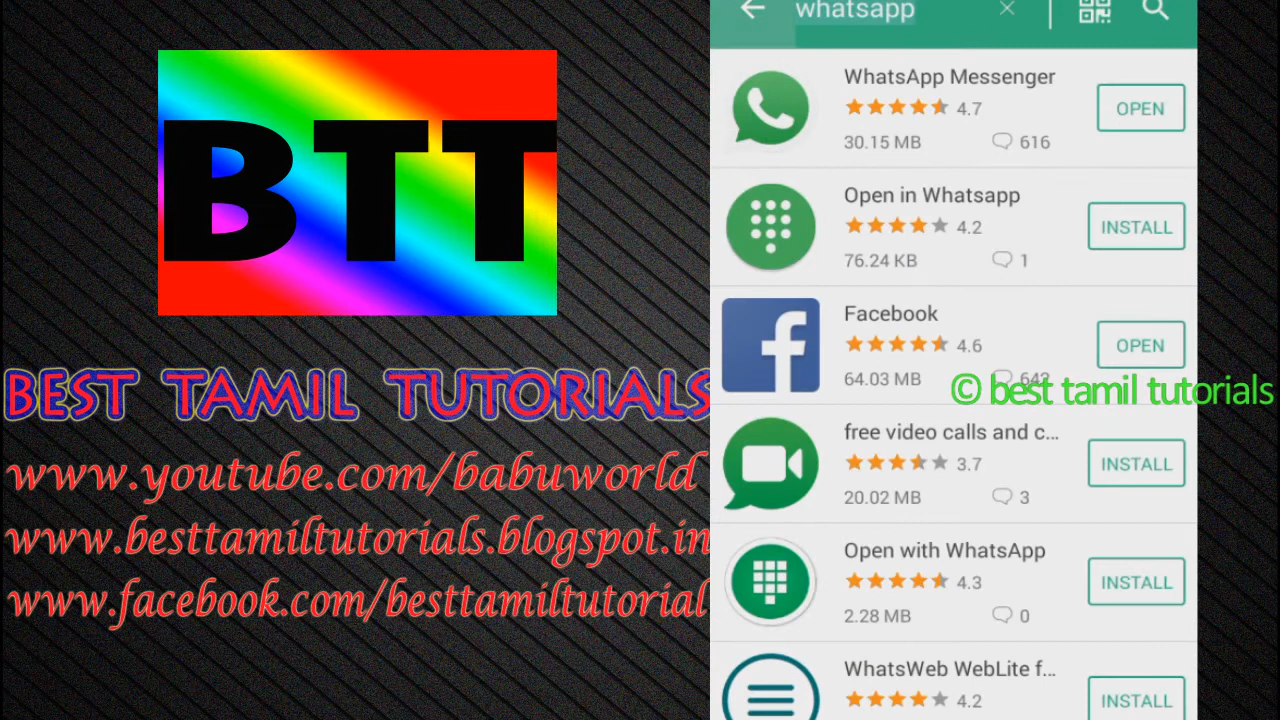 BTT
BEST TAMIL TUTORIALS
www.youtube.com/babuworld
www.besttamiltutorials.blogspot.in
www.facebook.com/besttamiltutorial
whatsapp
WhatsApp Messenger
4.7
OPEN
30.15 MB
616
Open in Whatsapp
4.2
INSTALL
76.24 KB
1
Facebook
4.6
OPEN
64.03 MB
643
© best tamil tutorials
free video calls and c...
3.7
INSTALL
20.02 MB
3
Open with WhatsApp
4.3
INSTALL
2.28 MB
0
WhatsWeb WebLite f...
4.2
INSTALL